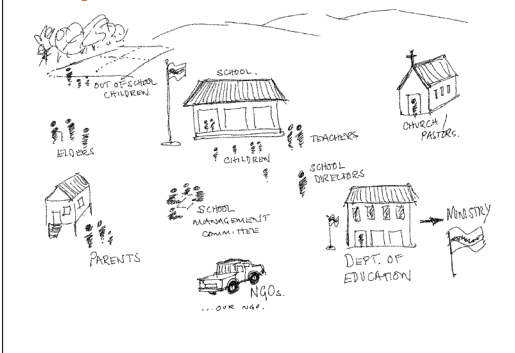 OUT OF SCHOOL
CHILDREN
SCHOOL.
CHURCH /
PASTORS.
ELDERS
CHILDREN
TEACHERS
SCHOOL
DIRECTORS
PARENTS
SCHOOL
MANAGEMENT
COMMITTEE
DEPT. OF
EDUCATION
MINISTRY
NGOs.
...OUR NGO.